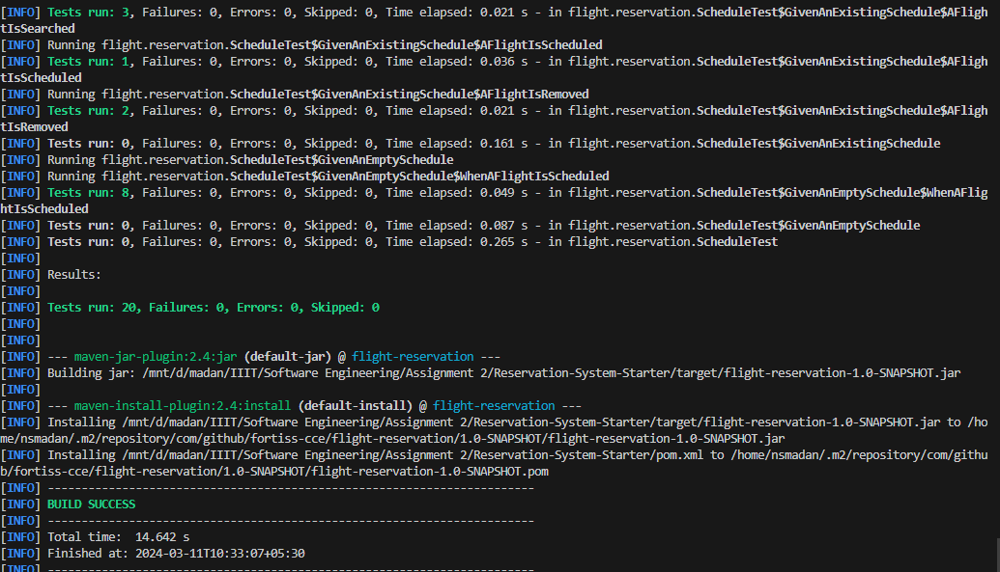 [INFO] Tests run: 3, Failures: 0, Errors: 0, Skipped: 0, Time elapsed: 0.021 s - in flight.reservation.ScheduleTest$GivenAnExistingSchedule$AFligh
tIsSearched
[INFO] Running flight.reservation.ScheduleTest$GivenAnExistingSchedule$AFlightIsScheduled
[INFO] Tests run: 1, Failures: 0, Errors: 0, Skipped: 0, Time elapsed: 0.036 s - in flight.reservation.ScheduleTest$GivenAnExistingSchedule$AFligh
tIsScheduled
[INFO] Running flight.reservation.ScheduleTest$GivenAnExistingSchedule$AFlightIsRemoved
[INFO] Tests run: 2, Failures: 0, Errors: 0, Skipped: 0, Time elapsed: 0.021 s - in flight.reservation.ScheduleTest$GivenAnExistingSchedule$AFligh
tIsRemoved
[INFO] Tests run: 0, Failures: 0, Errors: 0, Skipped: 0, Time elapsed: 0.161 s - in flight.reservation.ScheduleTest$GivenAnExistingSchedule
[INFO] Running flight.reservation.ScheduleTest$GivenAnEmptySchedule
[INFO] Running flight.reservation.ScheduleTest$GivenAnEmptySchedule$WhenAFlightIsScheduled
[INFO] Tests run: 8, Failures: 0, Errors: 0, Skipped: 0, Time elapsed: 0.049 s - in flight.reservation.ScheduleTest$GivenAnEmptySchedule$WhenAFlig
htIsScheduled
[INFO] Tests run: 0, Failures: 0, Errors: 0, Skipped: 0, Time elapsed: 0.087 s - in flight.reservation.ScheduleTest$GivenAnEmptySchedule
[INFO] Tests run: 0, Failures: 0, Errors: 0, Skipped: 0, Time elapsed: 0.265 s - in flight.reservation.ScheduleTest
[INFO]
[INFO] Results:
[INFO]
[INFO] Tests run: 20, Failures: 0, Errors: 0, Skipped: 0
[INFO]
[INFO]
[INFO] --- maven-jar-plugin:2.4:jar (default-jar) @ flight-reservation ---
[INFO] Building jar: /mnt/d/madan/IIIT/Software Engineering/Assignment 2/Reservation-System-Starter/target/flight-reservation-1.0-SNAPSHOT.jar
[INFO]
[INFO] --- maven-install-plugin:2.4:install (default-install) @ flight-reservation ---
[INFO] Installing /mnt/d/madan/IIIT/Software Engineering/Assignment 2/Reservation-System-Starter/target/flight-reservation-1.0-SNAPSHOT.jar to /ho
me/nsmadan/.m2/repository/com/github/fortiss-cce/flight-reservation/1.0-SNAPSHOT/flight-reservation-1.0-SNAPSHOT.jar
[INFO] Installing /mnt/d/madan/IIIT/Software Engineering/Assignment 2/Reservation-System-Starter/pom.xml to /home/nsmadan/.m2/repository/com/githu
b/fortiss-cce/flight-reservation/1.0-SNAPSHOT/flight-reservation-1.0-SNAPSHOT.pom
[INFO] ------------------------------------------------------------------------
[INFO] BUILD SUCCESS
[INFO] ------------------------------------------------------------------------
[INFO] Total time:  14.642 s
[INFO] Finished at: 2024-03-11T10:33:07+05:30
[INFO] ------------------------------------------------------------------------